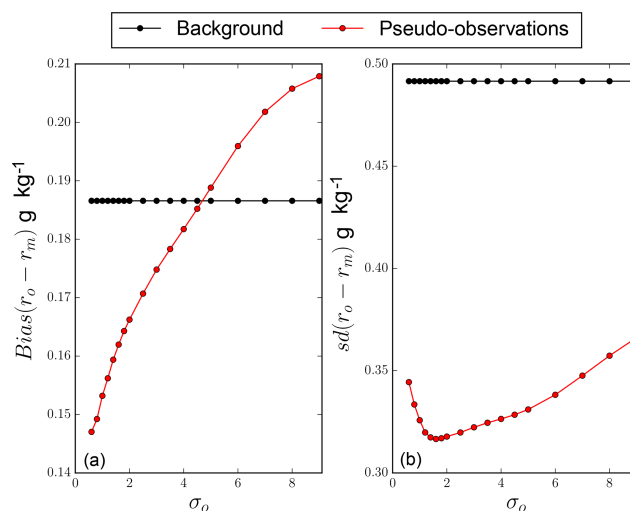 Background Pseudo-observations
0.21
0.20
0.19
0.18
0.17
0.16
0.15
0.14
Bias(r_o − r_m) g kg⁻¹
(a)
0 2 4 6 8
σ_o
0.50
0.45
0.40
0.35
0.30
sd(r_o − r_m) g kg⁻¹
(b)
0 2 4 6 8
σ_o